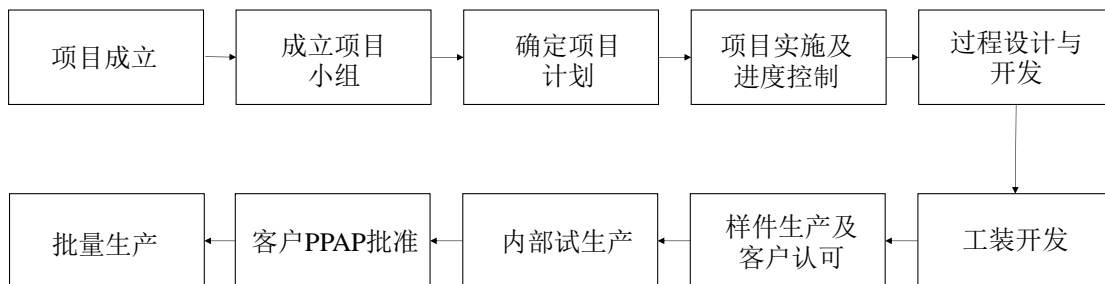 项目成立
成立项目
小组
确定项目
计划
项目实施及
进度控制
过程设计与
开发
工装开发
样件生产及
客户认可
内部试生产
客户PPAP批准
批量生产